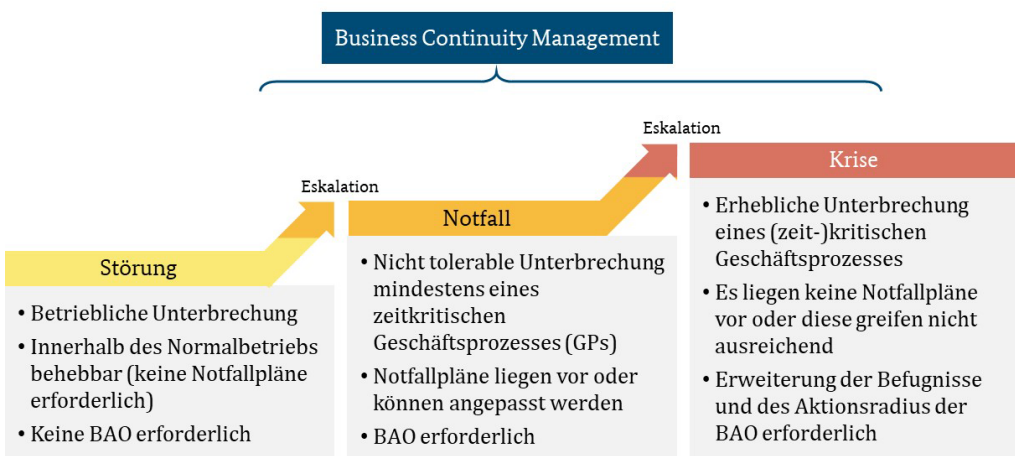 Business Continuity Management
Eskalation
Störung
• Betriebliche Unterbrechung
• Innerhalb des Normalbetriebs
behebbar (keine Notfallpläne
erforderlich)
• Keine BAO erforderlich
Eskalation
Notfall
• Nicht tolerable Unterbrechung
mindestens eines
zeitkritischen
Geschäftsprozesses (GPs)
• Notfallpläne liegen vor oder
können angepasst werden
• BAO erforderlich
Krise
• Erhebliche Unterbrechung
eines (zeit-)kritischen
Geschäftsprozesses
• Es liegen keine Notfallpläne
vor oder diese greifen nicht
ausreichend
• Erweiterung der Befugnisse
und des Aktionsradius der
BAO erforderlich